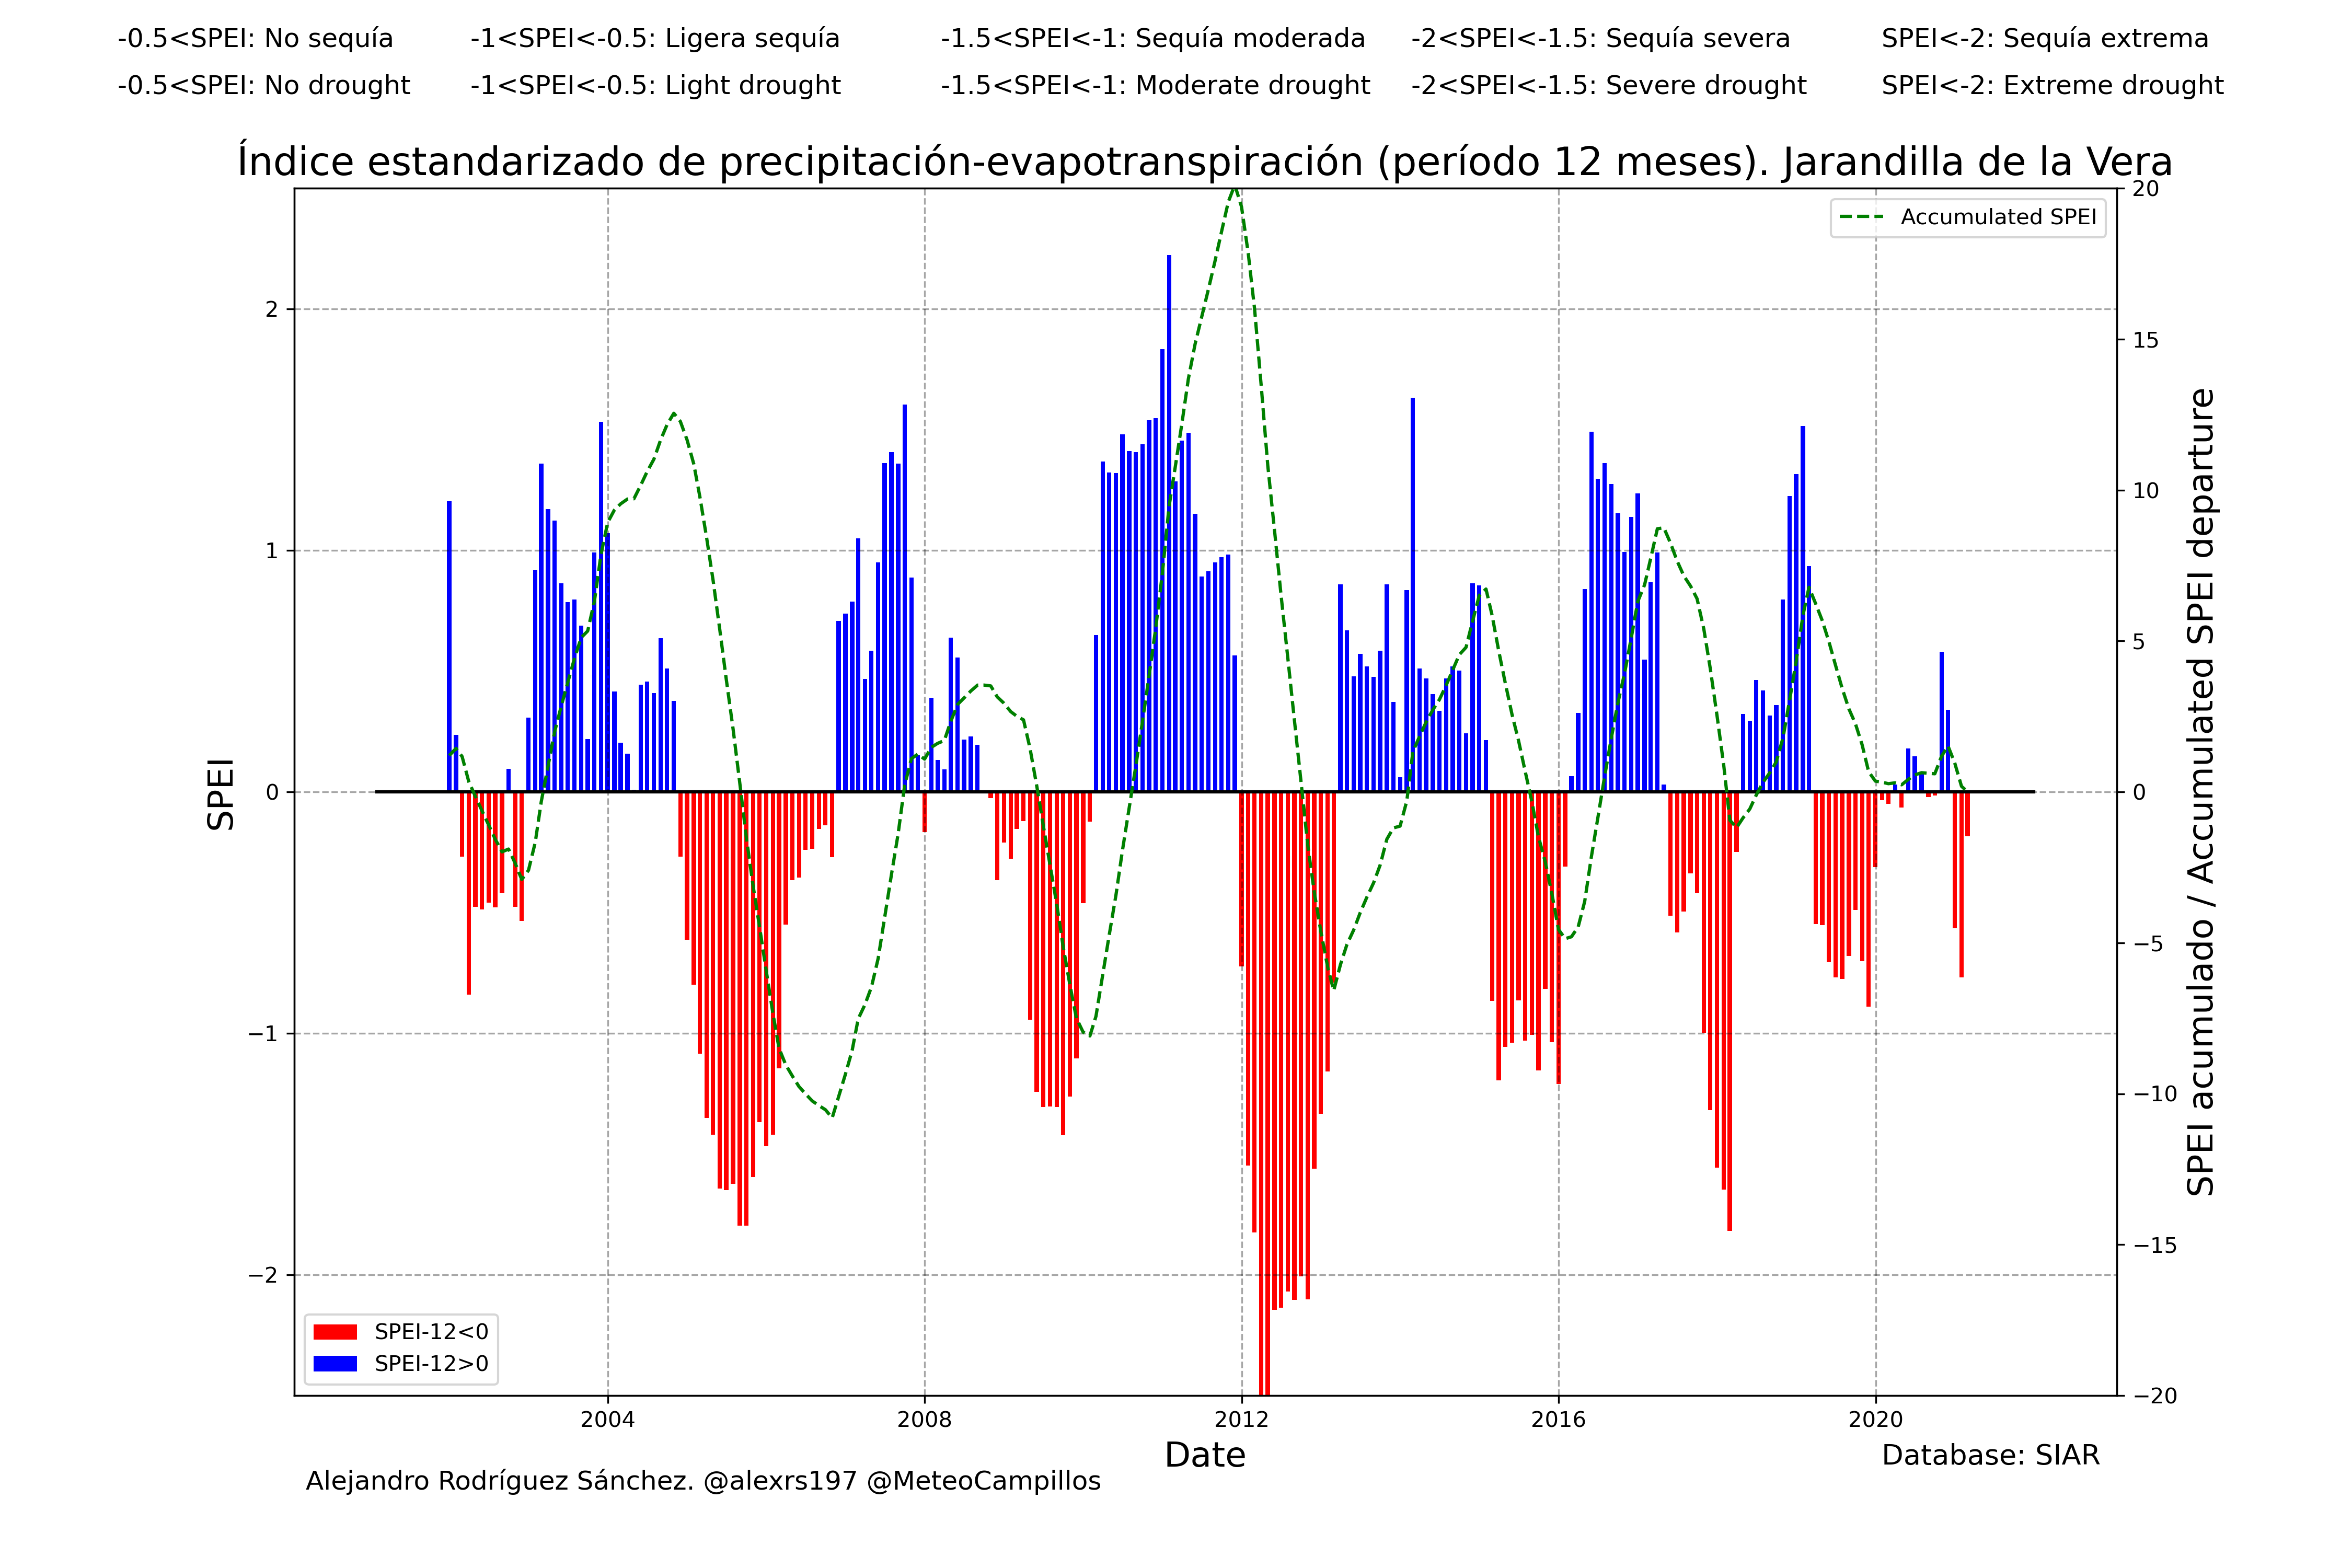 -0.5<SPEI: No sequía -1<SPEI<-0.5: Ligera sequía -1.5<SPEI<-1: Sequía moderada -2<SPEI<-1.5: Sequía severa SPEI<-2: Sequía extrema
-0.5<SPEI: No drought -1<SPEI<-0.5: Light drought -1.5<SPEI<-1: Moderate drought -2<SPEI<-1.5: Severe drought SPEI<-2: Extreme drought
Índice estandarizado de precipitación-evapotranspiración (período 12 meses). Jarandilla de la Vera
Accumulated SPEI
SPEI
2
1
0
−1
−2
20
15
10
5
0
−5
−10
−15
−20
SPEI acumulado / Accumulated SPEI departure
SPEI-12<0
SPEI-12>0
2004 2008 2012 2016 2020
Date
Database: SIAR
Alejandro Rodríguez Sánchez. @alexrs197 @MeteoCampillos